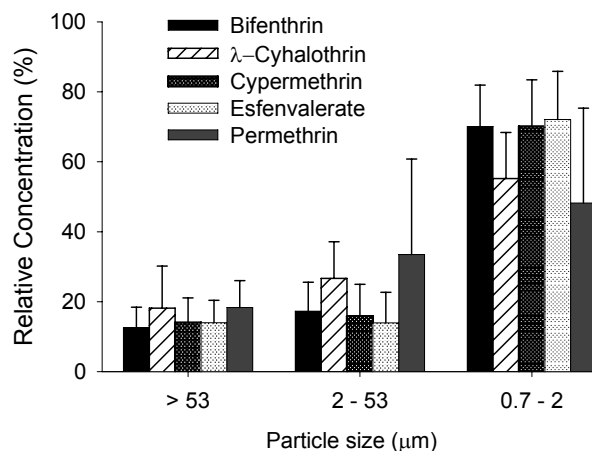 Relative Concentration (%)
100
80
60
40
20
0
Bifenthrin
λ–Cyhalothrin
Cypermethrin
Esfenvalerate
Permethrin
> 53
2 - 53
0.7 - 2
Particle size (μm)